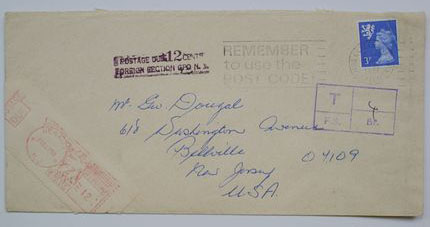 POSTAGE DUE 12 CENTS
FOREIGN SECTION GPO N.Y.
REMEMBER
to use the
POST CODE
3P
T
F.S. B.
Mr. Geo Dougal
618 Washington Avenue
Bellville 07109
New Jersey
U.S.A.